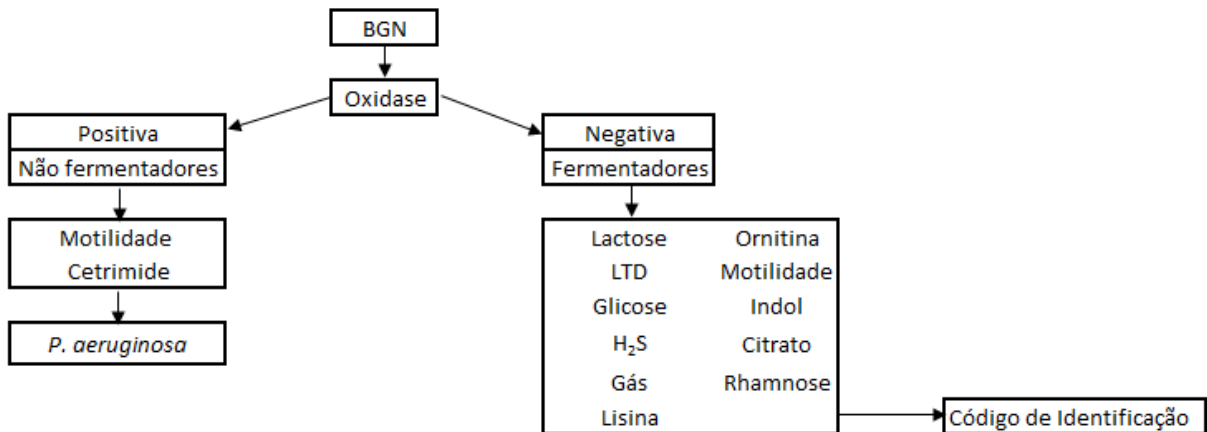 BGN
Oxidase
Positiva
Não fermentadores
Motilidade
Cetrimide
P. aeruginosa
Negativa
Fermentadores
Lactose Ornitina
LTD Motilidade
Glicose Indol
H₂S Citrato
Gás Rhamnose
Lisina
Código de Identificação